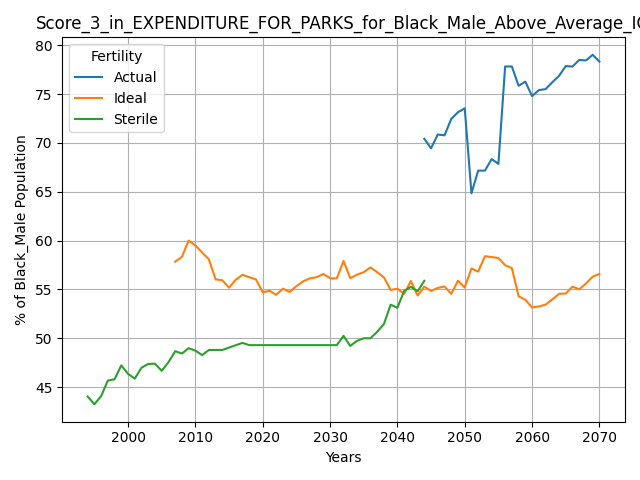 Score_3_in_EXPENDITURE_FOR_PARKS_for_Black_Male_Above_Average_IQ
Fertility
Actual
Ideal
Sterile
% of Black_Male Population
80
75
70
65
60
55
50
45
2000
2010
2020
2030
2040
2050
2060
2070
Years